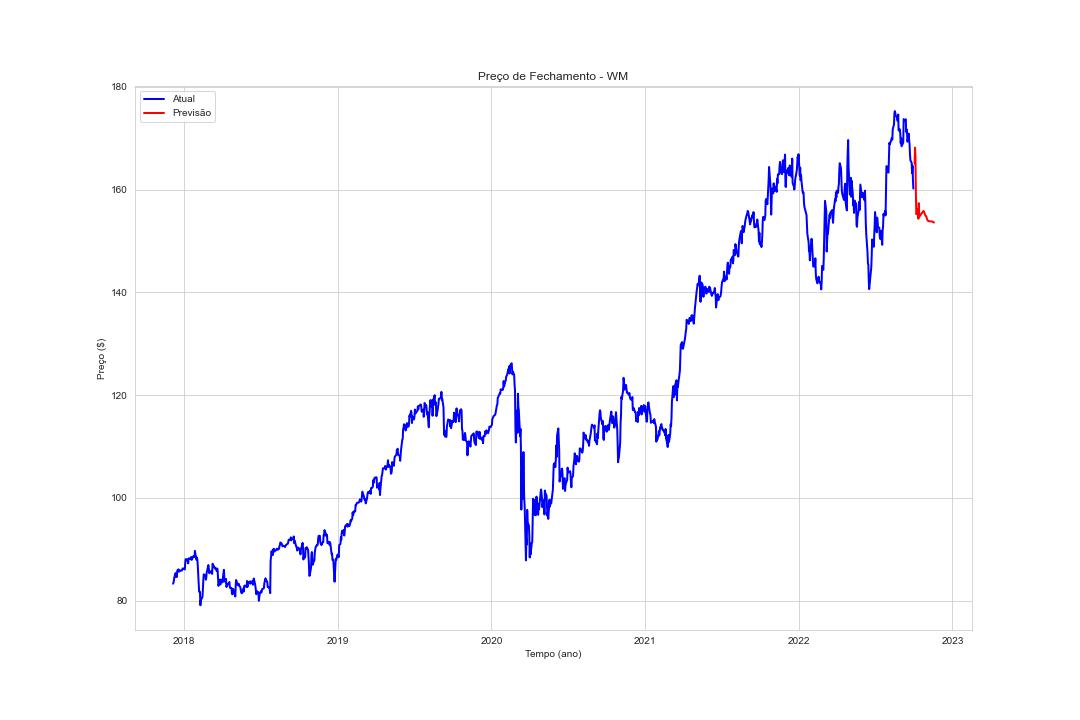 Preço de Fechamento - WM
Atual
Previsão
180
160
140
120
100
80
Preço ($)
2018 2019 2020 2021 2022 2023
Tempo (ano)